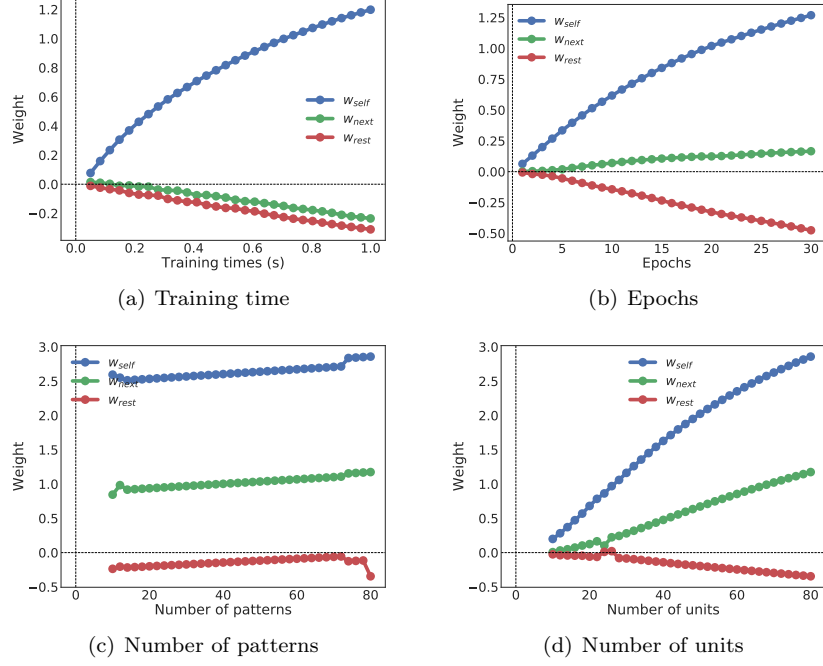 1.2
1.0
0.8
0.6
0.4
0.2
0.0
−0.2
Weight
w_self
w_next
w_rest
0.0 0.2 0.4 0.6 0.8 1.0
Training times (s)
(a) Training time
1.25
1.00
0.75
0.50
0.25
0.00
−0.25
−0.50
Weight
w_self
w_next
w_rest
0 5 10 15 20 25 30
Epochs
(b) Epochs
3.0
2.5
2.0
1.5
1.0
0.5
0.0
−0.5
Weight
w_self
w_next
w_rest
0 20 40 60 80
Number of patterns
(c) Number of patterns
3.0
2.5
2.0
1.5
1.0
0.5
0.0
−0.5
Weight
w_self
w_next
w_rest
0 20 40 60 80
Number of units
(d) Number of units